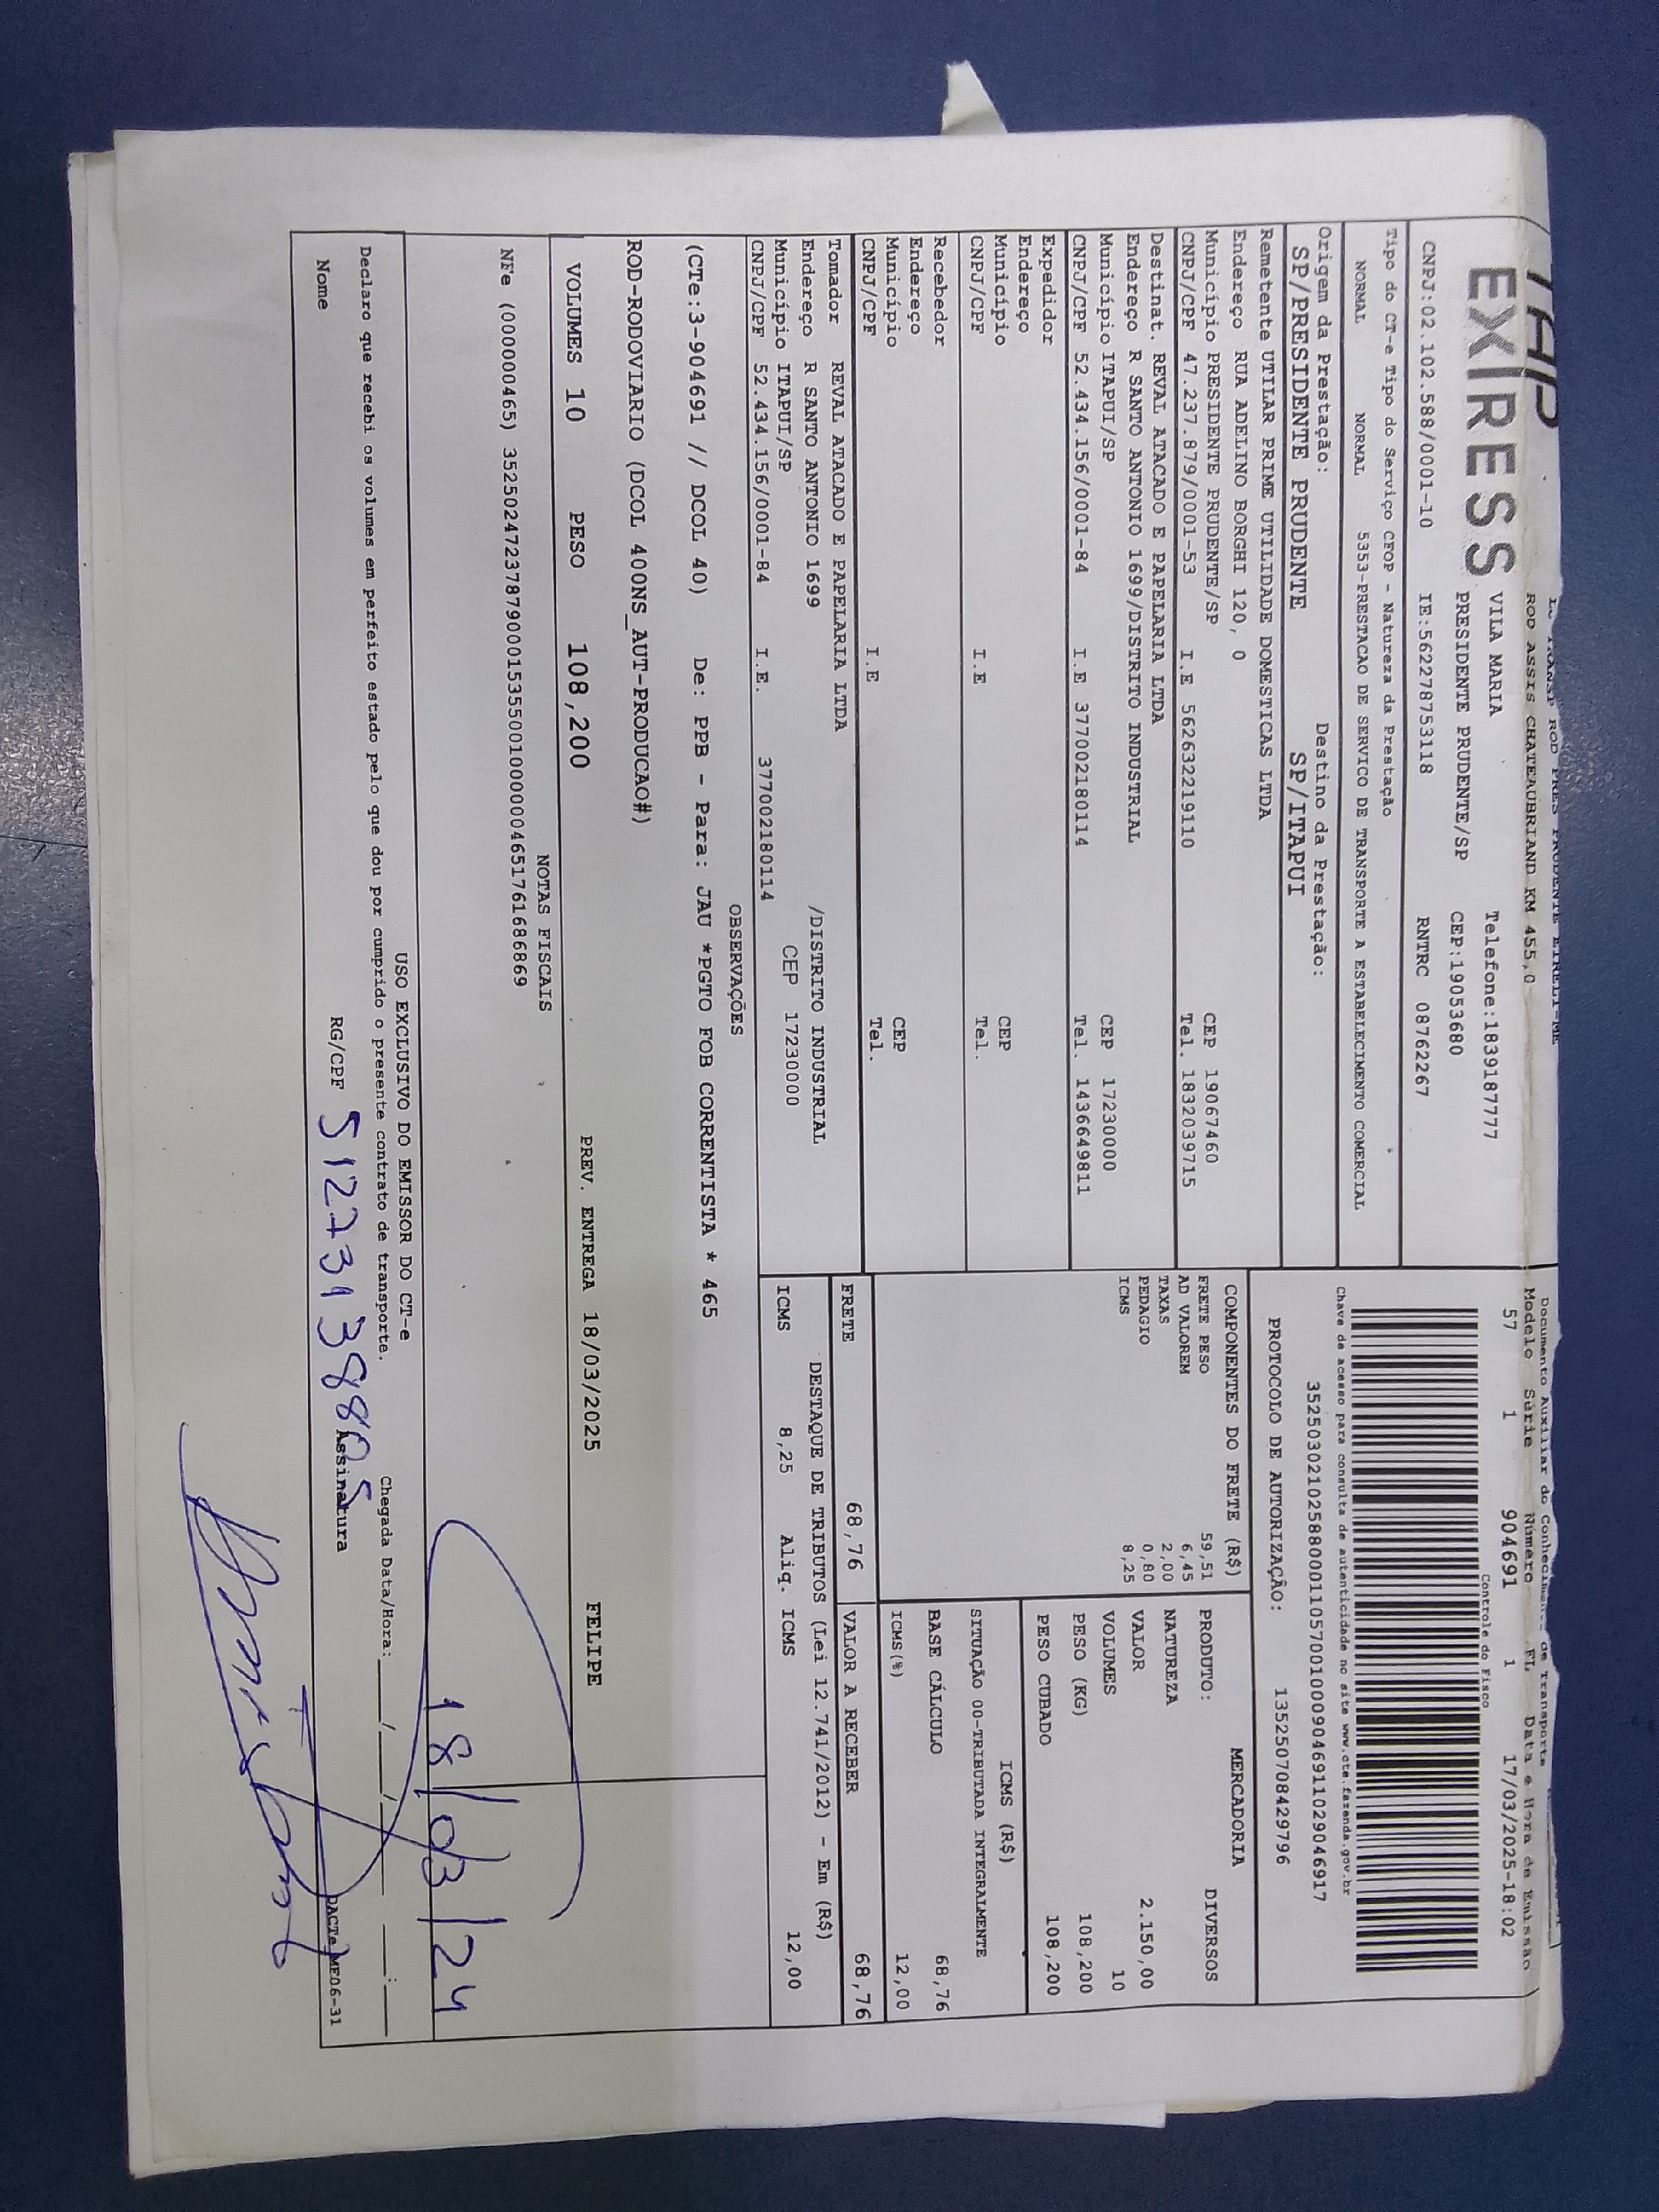 EXPRESS
ROD ASSIS CHATEAUBRIAND KM 455,0
VILA MARIA Telefone:1839187777
PRESIDENTE PRUDENTE/SP CEP:19053680
CNPJ:02.102.588/0001-10 IE:562278753118 RNTRC 08762267
Tipo do CT-e Tipo do Serviço CFOP - Natureza da Prestação
NORMAL NORMAL 5353-PRESTACAO DE SERVICO DE TRANSPORTE A ESTABELECIMENTO COMERCIAL
Origem da Prestação: Destino da Prestação:
SP/PRESIDENTE PRUDENTE SP/ITAPUI
Remetente UTILAR PRIME UTILIDADE DOMESTICAS LTDA
Endereço RUA ADELINO BORGHI 120, 0
Município PRESIDENTE PRUDENTE/SP CEP 19067460
CNPJ/CPF 47.237.879/0001-53 I.E 562632219110 Tel. 1832039715
Destinat. REVAL ATACADO E PAPELARIA LTDA
Endereço R SANTO ANTONIO 1699/DISTRITO INDUSTRIAL
Município ITAPUI/SP CEP 17230000
CNPJ/CPF 52.434.156/0001-84 I.E 377002180114 Tel. 1436649811
Expedidor
Endereço
Município CEP
CNPJ/CPF I.E Tel.
Recebedor
Endereço
Município CEP
CNPJ/CPF I.E Tel.
Tomador REVAL ATACADO E PAPELARIA LTDA
Endereço R SANTO ANTONIO 1699 /DISTRITO INDUSTRIAL
Município ITAPUI/SP CEP 17230000
CNPJ/CPF 52.434.156/0001-84 I.E. 377002180114
Documento Auxiliar do Conhecimento de Transporte
Modelo Série Número FL Data e Hora de Emissão
57 1 904691 1 17/03/2025-18:02
Controle do Fisco
Chave de acesso para consulta de autenticidade no site www.cte.fazenda.gov.br
35250302102588000110570010009046911029046917
PROTOCOLO DE AUTORIZAÇÃO: 135250708429796
COMPONENTES DO FRETE (R$)
FRETE PESO 59,51
AD VALOREM 6,45
TAXAS 2,00
PEDAGIO 0,80
ICMS 8,25
MERCADORIA
PRODUTO: DIVERSOS
NATUREZA
VALOR 2.150,00
VOLUMES 10
PESO (KG) 108,200
PESO CUBADO 108,200
ICMS (R$)
SITUAÇÃO 00-TRIBUTADA INTEGRALMENTE
BASE CÁLCULO 68,76
ICMS(%) 12,00
FRETE 68,76 VALOR A RECEBER 68,76
DESTAQUE DE TRIBUTOS (Lei 12.741/2012) - Em (R$)
ICMS 8,25 Aliq. ICMS 12,00
OBSERVAÇÕES
(CTe:3-904691 // DCOL 40) De: PPB - Para: JAU *PGTO FOB CORRENTISTA * 465
ROD-RODOVIARIO (DCOL 400NS_AUT-PRODUCAO#)
VOLUMES 10 PESO 108,200 PREV. ENTREGA 18/03/2025 FELIPE
NOTAS FISCAIS
NFe (000000465) 35250247237879000153550010000004651761686869
18/03/24
USO EXCLUSIVO DO EMISSOR DO CT-e
Declaro que recebi os volumes em perfeito estado pelo que dou por cumprido o presente contrato de transporte. Chegada Data/Hora: ___/___/___ __:__
Nome RG/CPF Assinatura
DACTe ME06-31